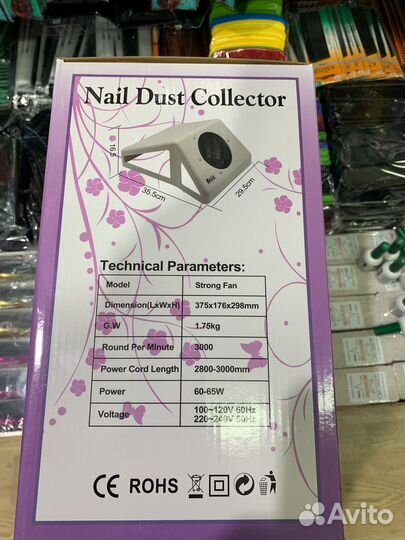 Nail Dust Collector
16.5
35.5cm
29.5cm
Technical Parameters:
Model Strong Fan
Dimension(LxWxH) 375x176x298mm
G.W 1.75kg
Round Per Minute 3000
Power Cord Length 2800-3000mm
Power 60-65W
Voltage 100~120V 60Hz
220~240V 50Hz
CE ROHS
Avito